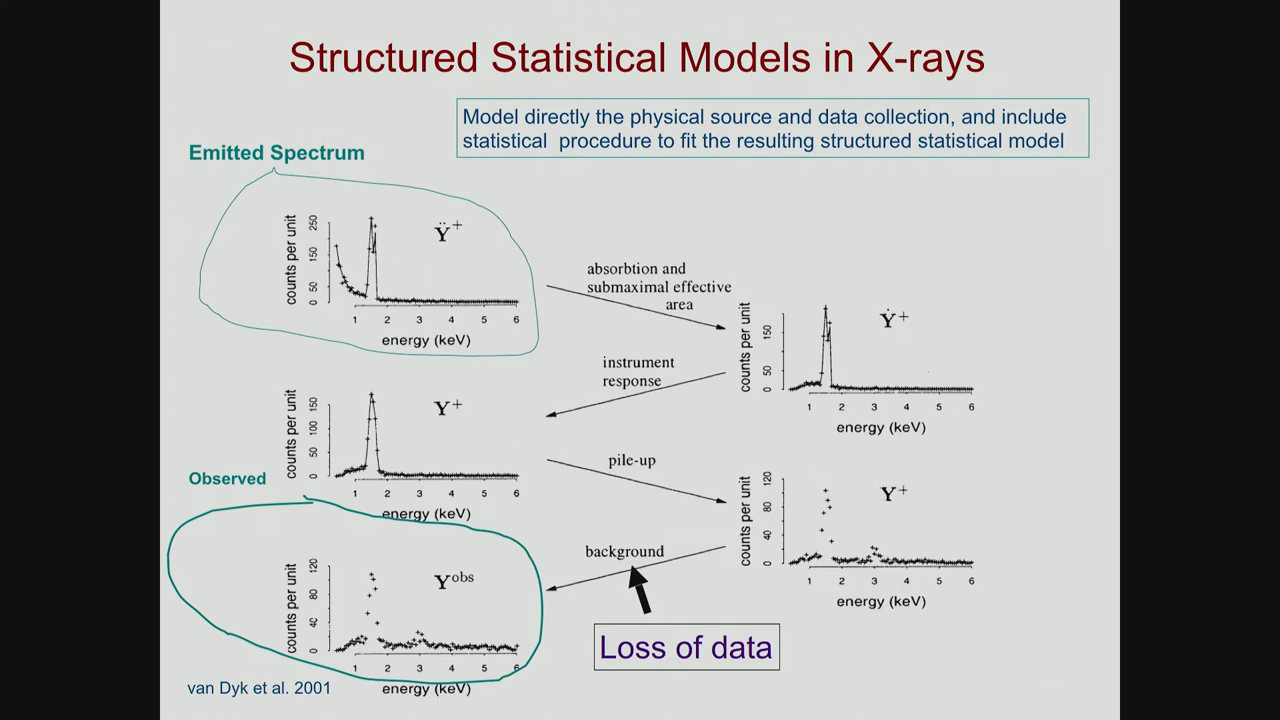 Structured Statistical Models in X-rays
Model directly the physical source and data collection, and include
statistical procedure to fit the resulting structured statistical model
Emitted Spectrum
counts per unit
0 50 150 250
Ÿ+
1 2 3 4 5 6
energy (keV)
absorbtion and
submaximal effective
area
counts per unit
0 50 150
Ẏ+
1 2 3 4 5 6
energy (keV)
instrument
response
counts per unit
0 50 100 150
Y+
1 2 3 4 5 6
energy (keV)
pile-up
counts per unit
0 40 80 120
Y+
1 2 3 4 5 6
energy (keV)
Observed
background
counts per unit
0 40 80 120
Yobs
1 2 3 4 5 6
energy (keV)
Loss of data
van Dyk et al. 2001